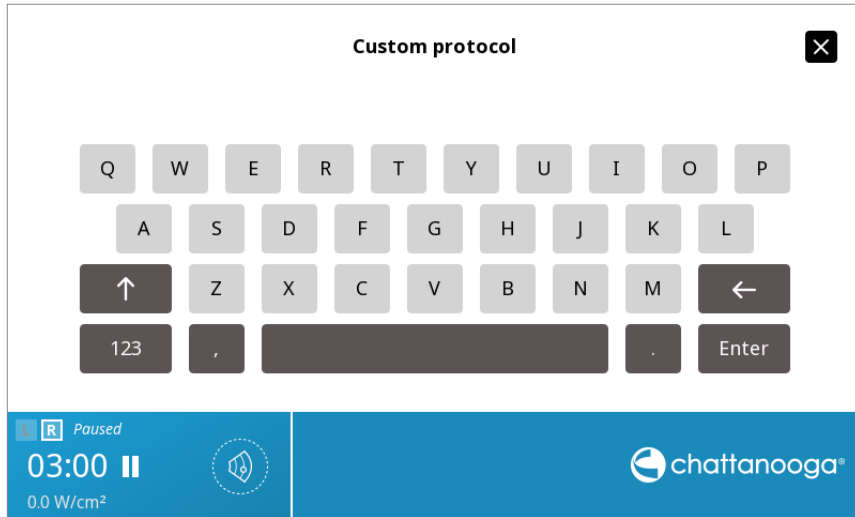 Custom protocol
Q W E R T Y U I O P
A S D F G H J K L
Z X C V B N M
123 , . Enter
L R Paused
03:00
0.0 W/cm²
chattanooga®